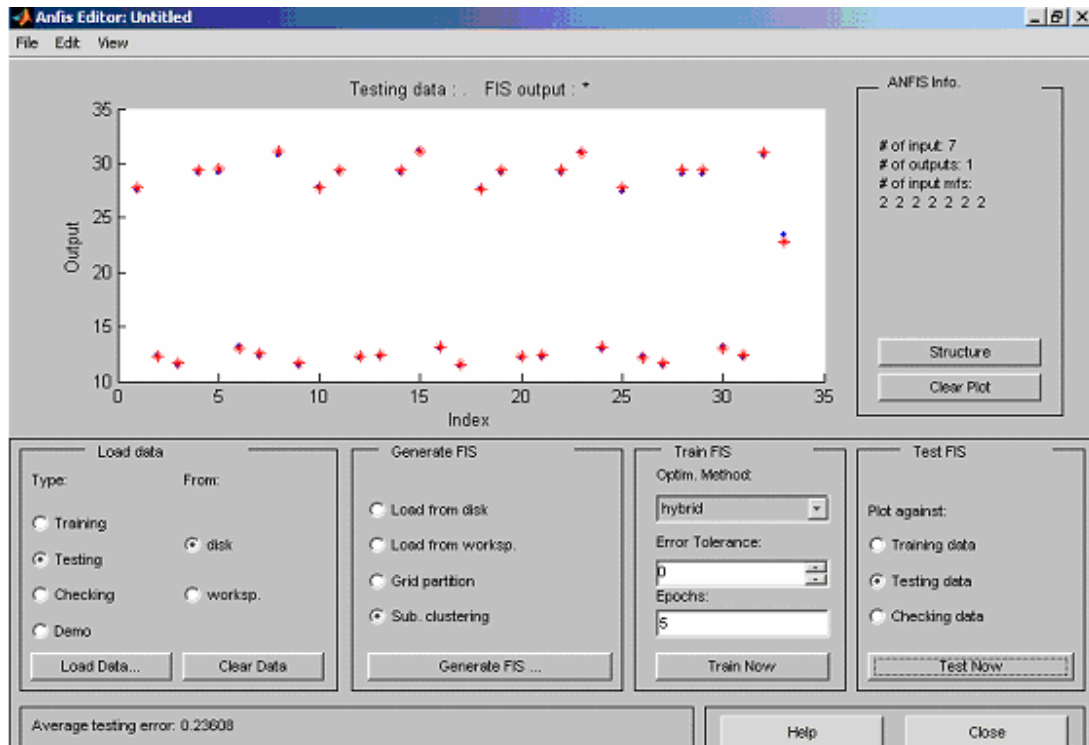 Anfis Editor: Untitled
File Edit View
Testing data : . FIS output : *
35
30
25
20
15
10
Output
0 5 10 15 20 25 30 35
Index
ANFIS Info.
# of input: 7
# of outputs: 1
# of input mfs:
2 2 2 2 2 2 2
Structure
Clear Plot
Load data
Type: From:
Training
Testing
Checking
Demo
disk
worksp.
Load Data... Clear Data
Generate FIS
Load from disk
Load from worksp.
Grid partition
Sub. clustering
Generate FIS ...
Train FIS
Optim. Method:
hybrid
Error Tolerance:
0
Epochs:
5
Train Now
Test FIS
Plot against:
Training data
Testing data
Checking data
Test Now
Average testing error: 0.23608
Help Close